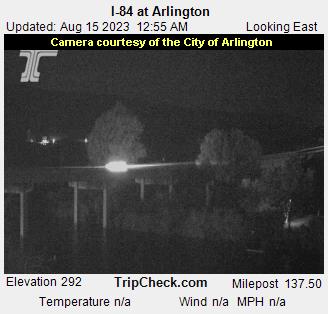 I-84 at Arlington
Updated: Aug 15 2023 12:55 AM Looking East
Camera courtesy of the City of Arlington
Elevation 292 TripCheck.com Milepost 137.50
Temperature n/a Wind n/a MPH n/a